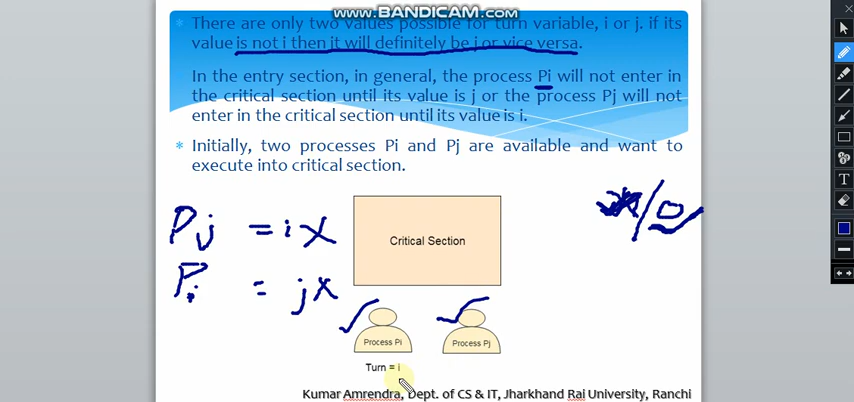 www.BANDICAM.com
* There are only two values possible for turn variable, i or j. if its
value is not i then it will definitely be j or vice versa.
In the entry section, in general, the process Pi will not enter in
the critical section until its value is j or the process Pj will not
enter in the critical section until its value is i.
* Initially, two processes Pi and Pj are available and want to
execute into critical section.
Pj = i X
Critical Section
Pi = j X
Process Pi
Process Pj
Turn = i
Kumar Amrendra, Dept. of CS & IT, Jharkhand Rai University, Ranchi
T